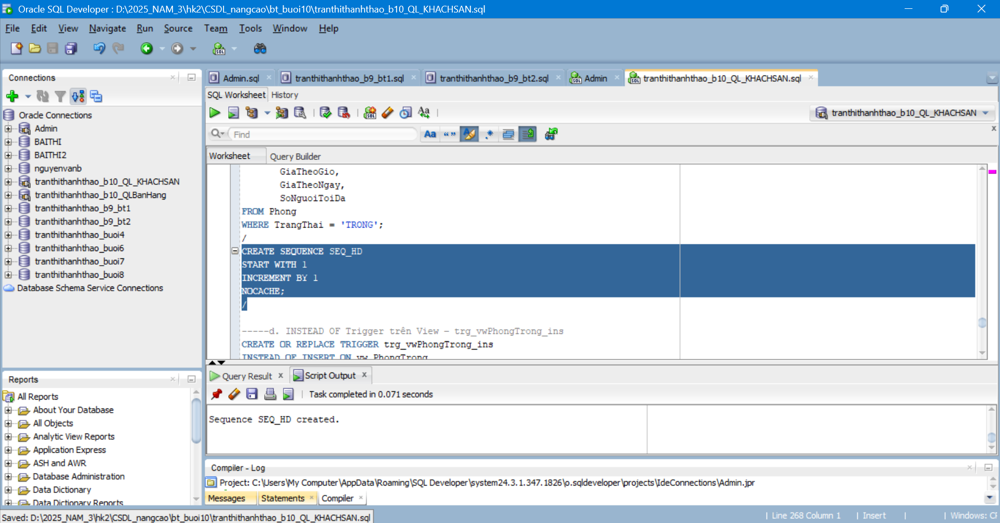 Oracle SQL Developer : D:\2025_NAM_3\hk2\CSDL_nangcao\bt_buoi10\tranthithanhthao_b10_QL_KHACHSAN.sql
File Edit View Navigate Run Source Team Tools Window Help
Connections
Oracle Connections
Admin
BAITHI
BAITHI2
nguyenvanb
tranthithanhthao_b10_QL_KHACHSAN
tranthithanhthao_b10_QLBanHang
tranthithanhthao_b9_bt1
tranthithanhthao_b9_bt2
tranthithanhthao_buoi4
tranthithanhthao_buoi6
tranthithanhthao_buoi7
tranthithanhthao_buoi8
Database Schema Service Connections
Reports
All Reports
About Your Database
All Objects
Analytic View Reports
Application Express
ASH and AWR
Database Administration
Data Dictionary
Data Dictionary Reports
Admin.sql tranthithanhthao_b9_bt1.sql tranthithanhthao_b9_bt2.sql Admin tranthithanhthao_b10_QL_KHACHSAN.sql
SQL Worksheet History
tranthithanhthao_b10_QL_KHACHSAN
Find
Worksheet Query Builder
GiaTheoGio,
GiaTheoNgay,
SoNguoiToiDa
FROM Phong
WHERE TrangThai = 'TRONG';
/
CREATE SEQUENCE SEQ_HD
START WITH 1
INCREMENT BY 1
NOCACHE;
/
-----d. INSTEAD OF Trigger trên View – trg_vwPhongTrong_ins
CREATE OR REPLACE TRIGGER trg_vwPhongTrong_ins
INSTEAD OF INSERT ON vw_PhongTrong
Query Result Script Output
Task completed in 0.071 seconds
Sequence SEQ_HD created.
Compiler - Log
Project: C:\Users\My Computer\AppData\Roaming\SQL Developer\system24.3.1.347.1826\o.sqldeveloper\projects\IdeConnections\Admin.jpr
Messages Statements Compiler
Saved: D:\2025_NAM_3\hk2\CSDL_nangcao\bt_buoi10\tranthithanhthao_b10_QL_KHACHSAN.sql
Line 268 Column 1 Insert Windows: CF